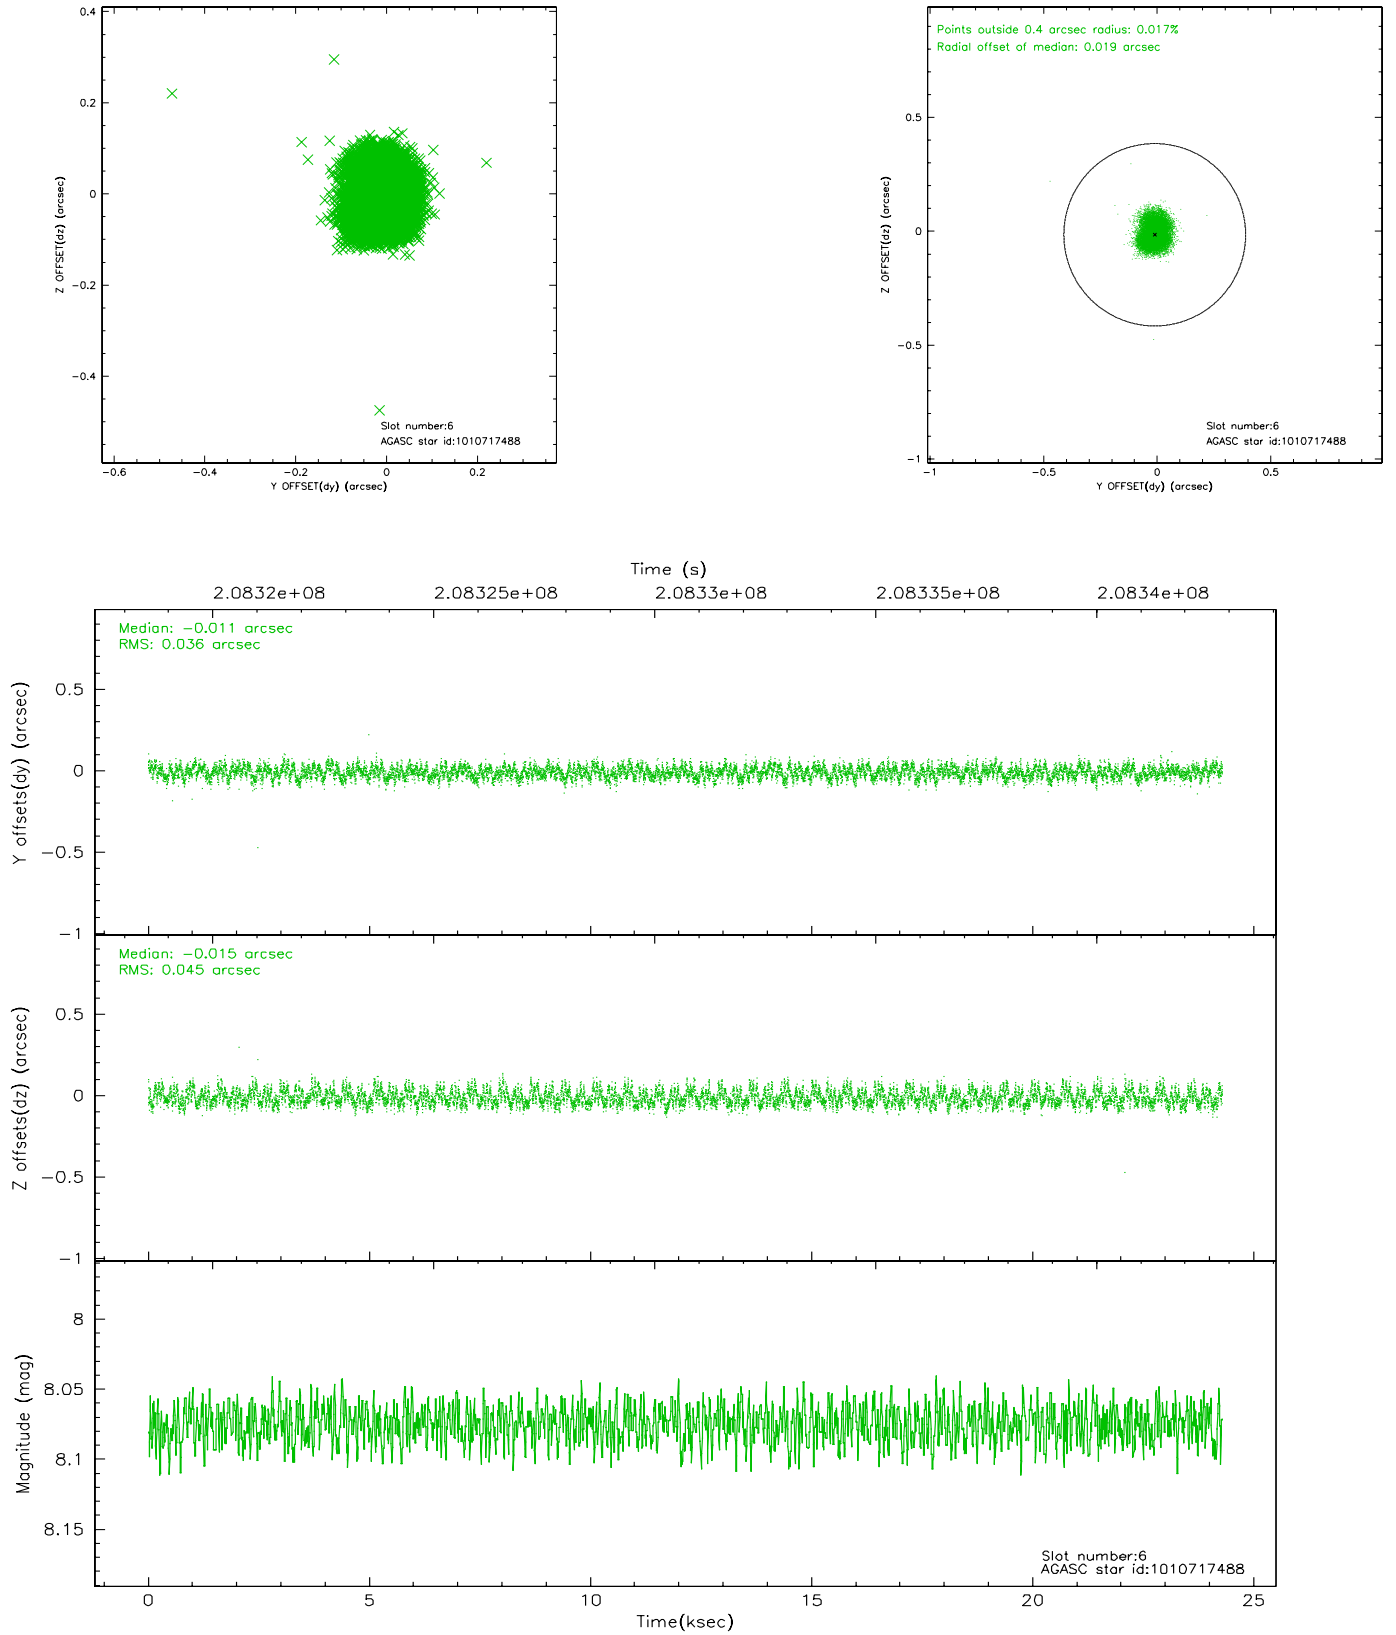 0.4
0.2
0
−0.2
−0.4
Z OFFSET(dz) (arcsec)
Slot number:6
AGASC star id:1010717488
−0.6
−0.4
−0.2
0
0.2
Y OFFSET(dy) (arcsec)
Points outside 0.4 arcsec radius: 0.017%
Radial offset of median: 0.019 arcsec
0.5
0
−0.5
−1
Z OFFSET(dz) (arcsec)
Slot number:6
AGASC star id:1010717488
−1
−0.5
0
0.5
Y OFFSET(dy) (arcsec)
Time (s)
2.0832e+08
2.08325e+08
2.0833e+08
2.08335e+08
2.0834e+08
Median: −0.011 arcsec
RMS: 0.036 arcsec
0.5
0
−0.5
−1
Y offsets(dy) (arcsec)
Median: −0.015 arcsec
RMS: 0.045 arcsec
0.5
0
−0.5
−1
Z offsets(dz) (arcsec)
8
8.05
8.1
8.15
Magnitude (mag)
Slot number:6
AGASC star id:1010717488
0
5
10
15
20
25
Time(ksec)